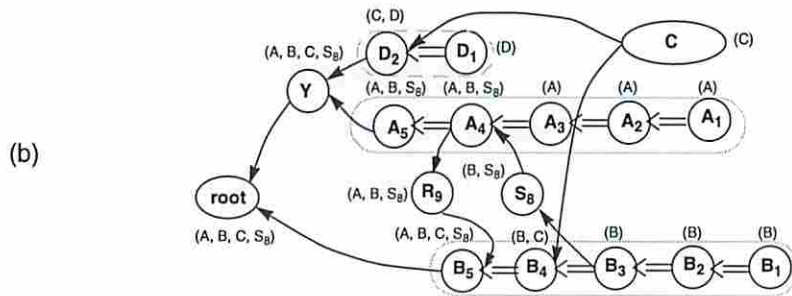 (C, D)
C
(C)
(A, B, C, S8)
D2
D1
(D)
Y
(A, B, S8)
(A, B, S8)
(A)
(A)
(A)
A5
A4
A3
A2
A1
(b)
(B, S8)
root
(A, B, S8)
R9
S8
(A, B, C, S8)
(A, B, C, S8)
(B, C)
(B)
(B)
(B)
B5
B4
B3
B2
B1